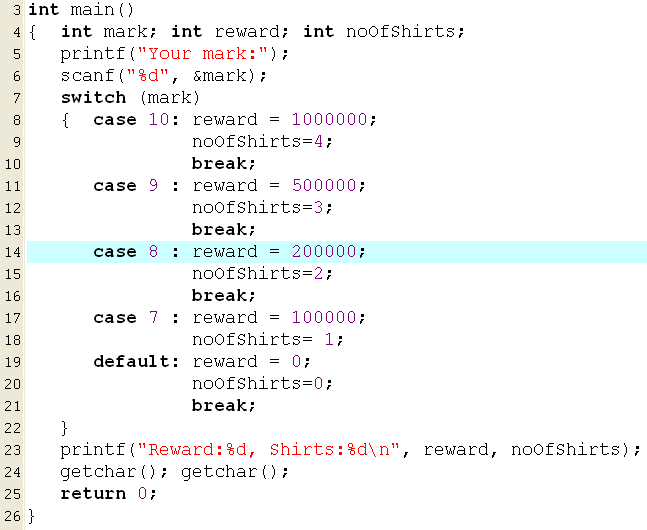 3 int main()
4 {  int mark; int reward; int noOfShirts;
5    printf("Your mark:");
6    scanf("%d", &mark);
7    switch (mark)
8    {  case 10: reward = 1000000;
9                noOfShirts=4;
10               break;
11      case 9 : reward = 500000;
12               noOfShirts=3;
13               break;
14      case 8 : reward = 200000;
15               noOfShirts=2;
16               break;
17      case 7 : reward = 100000;
18               noOfShirts= 1;
19      default: reward = 0;
20               noOfShirts=0;
21               break;
22   }
23   printf("Reward:%d, Shirts:%d\n", reward, noOfShirts);
24   getchar(); getchar();
25   return 0;
26 }